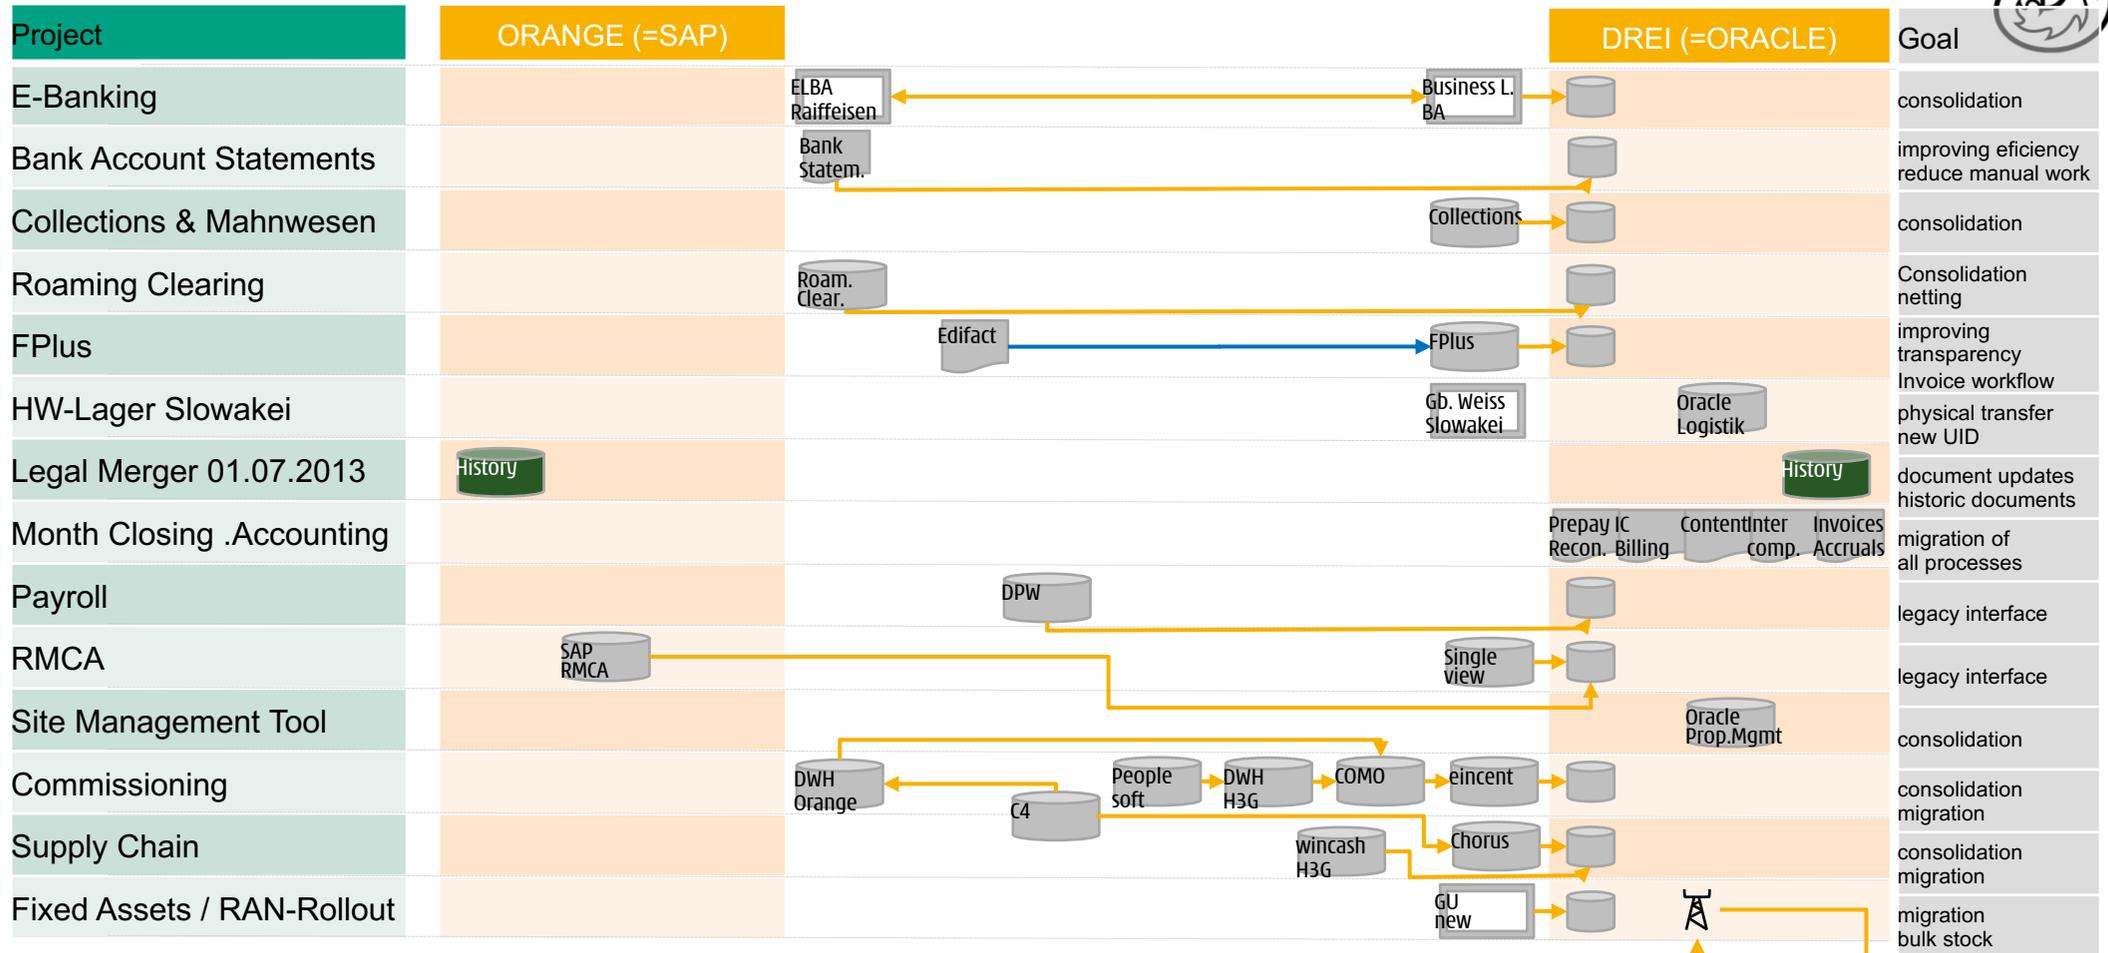 Project
ORANGE (=SAP)
DREI (=ORACLE)
Goal
E-Banking
ELBA
Raiffeisen
Business L.
BA
consolidation
Bank Account Statements
Bank
Statem.
improving eficiency
reduce manual work
Collections & Mahnwesen
Collections
consolidation
Roaming Clearing
Roam.
Clear.
Consolidation
netting
FPlus
Edifact
FPlus
improving
transparency
Invoice workflow
HW-Lager Slowakei
Gb. Weiss
Slowakei
Oracle
Logistik
physical transfer
new UID
Legal Merger 01.07.2013
History
History
document updates
historic documents
Month Closing .Accounting
Prepay
Recon.
IC
Billing
Content
Inter
comp.
Invoices
Accruals
migration of
all processes
Payroll
DPW
legacy interface
RMCA
SAP
RMCA
Single
view
legacy interface
Site Management Tool
Oracle
Prop.Mgmt
consolidation
Commissioning
DWH
Orange
C4
People
soft
DWH
H3G
COMO
eincent
consolidation
migration
Supply Chain
wincash
H3G
Chorus
consolidation
migration
Fixed Assets / RAN-Rollout
GU
new
migration
bulk stock